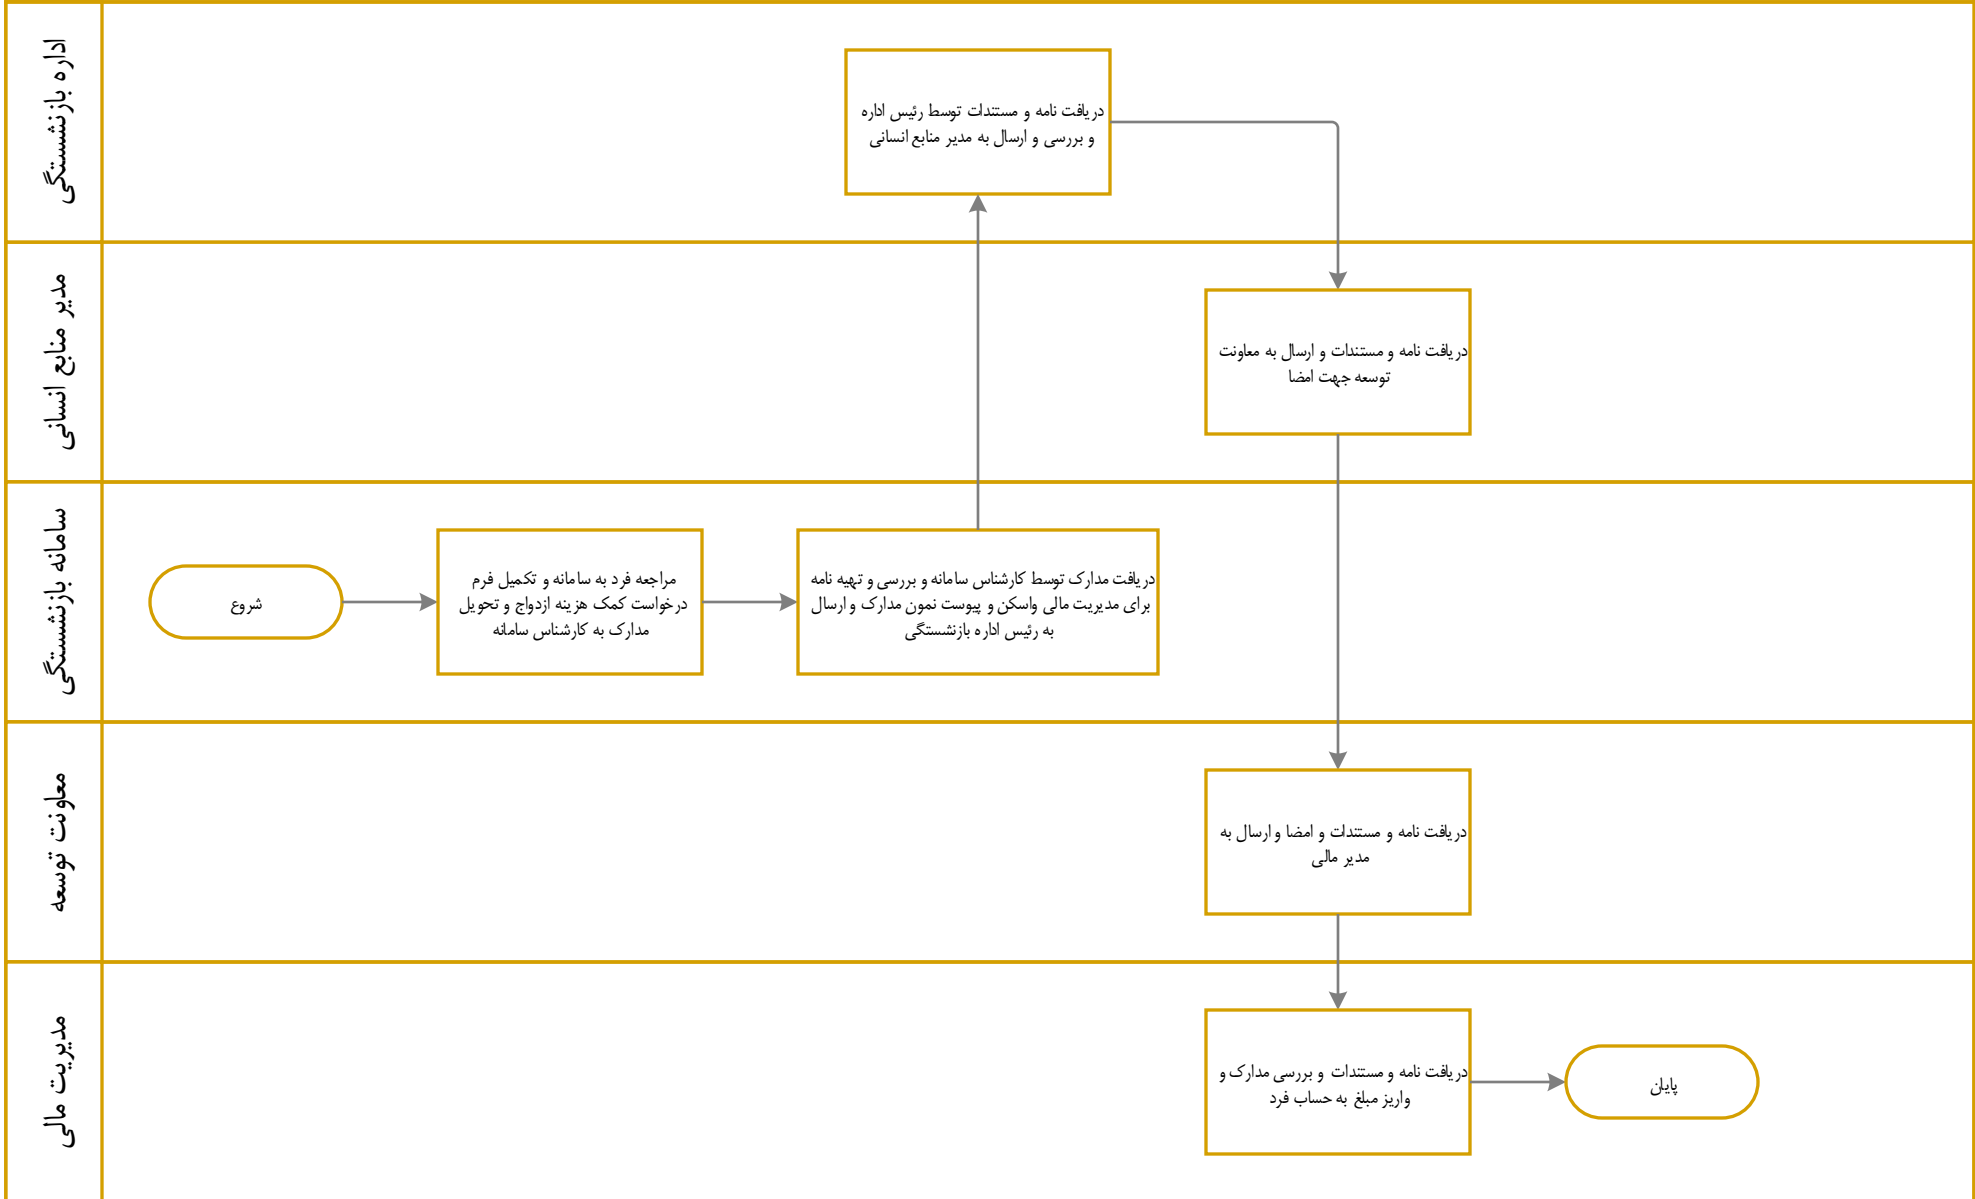 اداره بازنشستگی
دریافت نامه و مستندات توسط رئیس اداره
و بررسی و ارسال به مدیر منابع انسانی
مدیر منابع انسانی
دریافت نامه و مستندات و ارسال به معاونت
توسعه جهت امضا
سامانه بازنشستگی
شروع
مراجعه فرد به سامانه و تکمیل فرم
درخواست کمک هزینه ازدواج و تحویل
مدارک به کارشناس سامانه
دریافت مدارک توسط کارشناس سامانه و بررسی و تهیه نامه
برای مدیریت مالی واسکن و پیوست نمون مدارک و ارسال
به رئیس اداره بازنشستگی
معاونت توسعه
دریافت نامه و مستندات و امضا و ارسال به
مدیر مالی
مدیریت مالی
دریافت نامه و مستندات و بررسی مدارک و
واریز مبلغ به حساب فرد
پایان